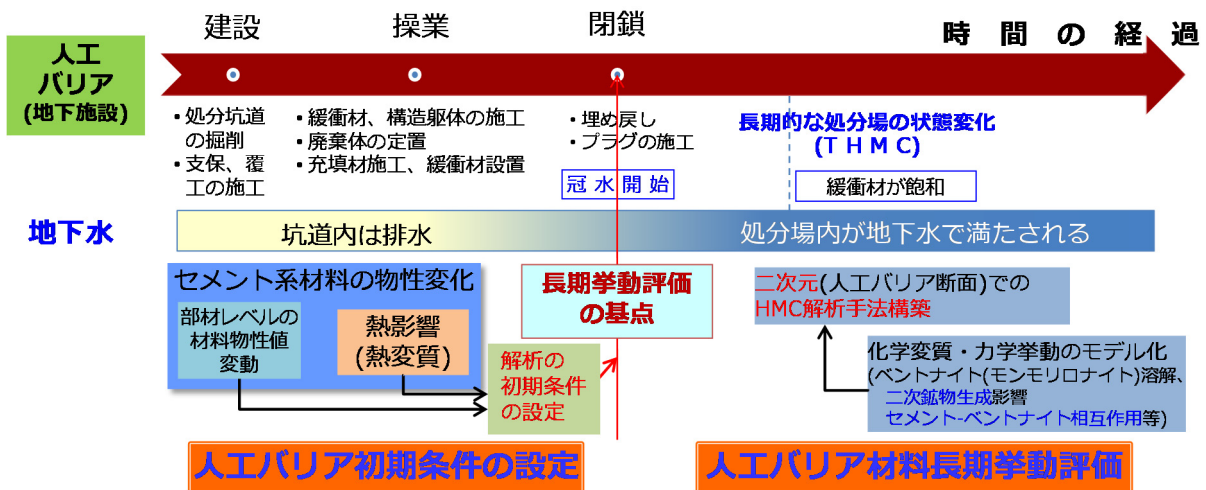 建設
操業
閉鎖
時間の経過
人工
バリア
(地下施設)
・処分坑道
の掘削
・支保、覆
工の施工
・緩衝材、構造躯体の施工
・廃棄体の定置
・充填材施工、緩衝材設置
・埋め戻し
・プラグの施工
冠水開始
長期的な処分場の状態変化
(THMC)
緩衝材が飽和
地下水
坑道内は排水
処分場内が地下水で満たされる
セメント系材料の物性変化
部材レベルの
材料物性値
変動
熱影響
(熱変質)
解析の
初期条件
の設定
長期挙動評価
の基点
二次元(人工バリア断面)での
HMC解析手法構築
化学変質・力学挙動のモデル化
(ベントナイト(モンモリロナイト)溶解、
二次鉱物生成影響
セメント-ベントナイト相互作用等)
人工バリア初期条件の設定
人工バリア材料長期挙動評価